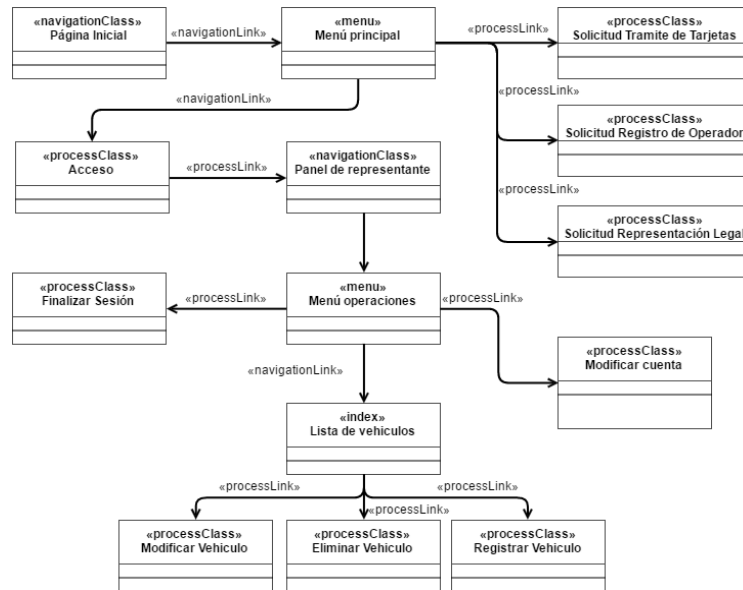 «navigationClass»
Página Inicial
«navigationLink»
«menu»
Menú principal
«processLink»
«processClass»
Solicitud Tramite de Tarjetas
«processLink»
«navigationLink»
«processClass»
Solicitud Registro de Operador
«processClass»
Acceso
«processLink»
«navigationClass»
Panel de representante
«processLink»
«processClass»
Solicitud Representación Legal
«processClass»
Finalizar Sesión
«processLink»
«menu»
Menú operaciones
«processLink»
«processClass»
Modificar cuenta
«navigationLink»
«index»
Lista de vehiculos
«processLink»
«processLink»
«processLink»
«processClass»
Modificar Vehiculo
«processClass»
Eliminar Vehiculo
«processClass»
Registrar Vehiculo